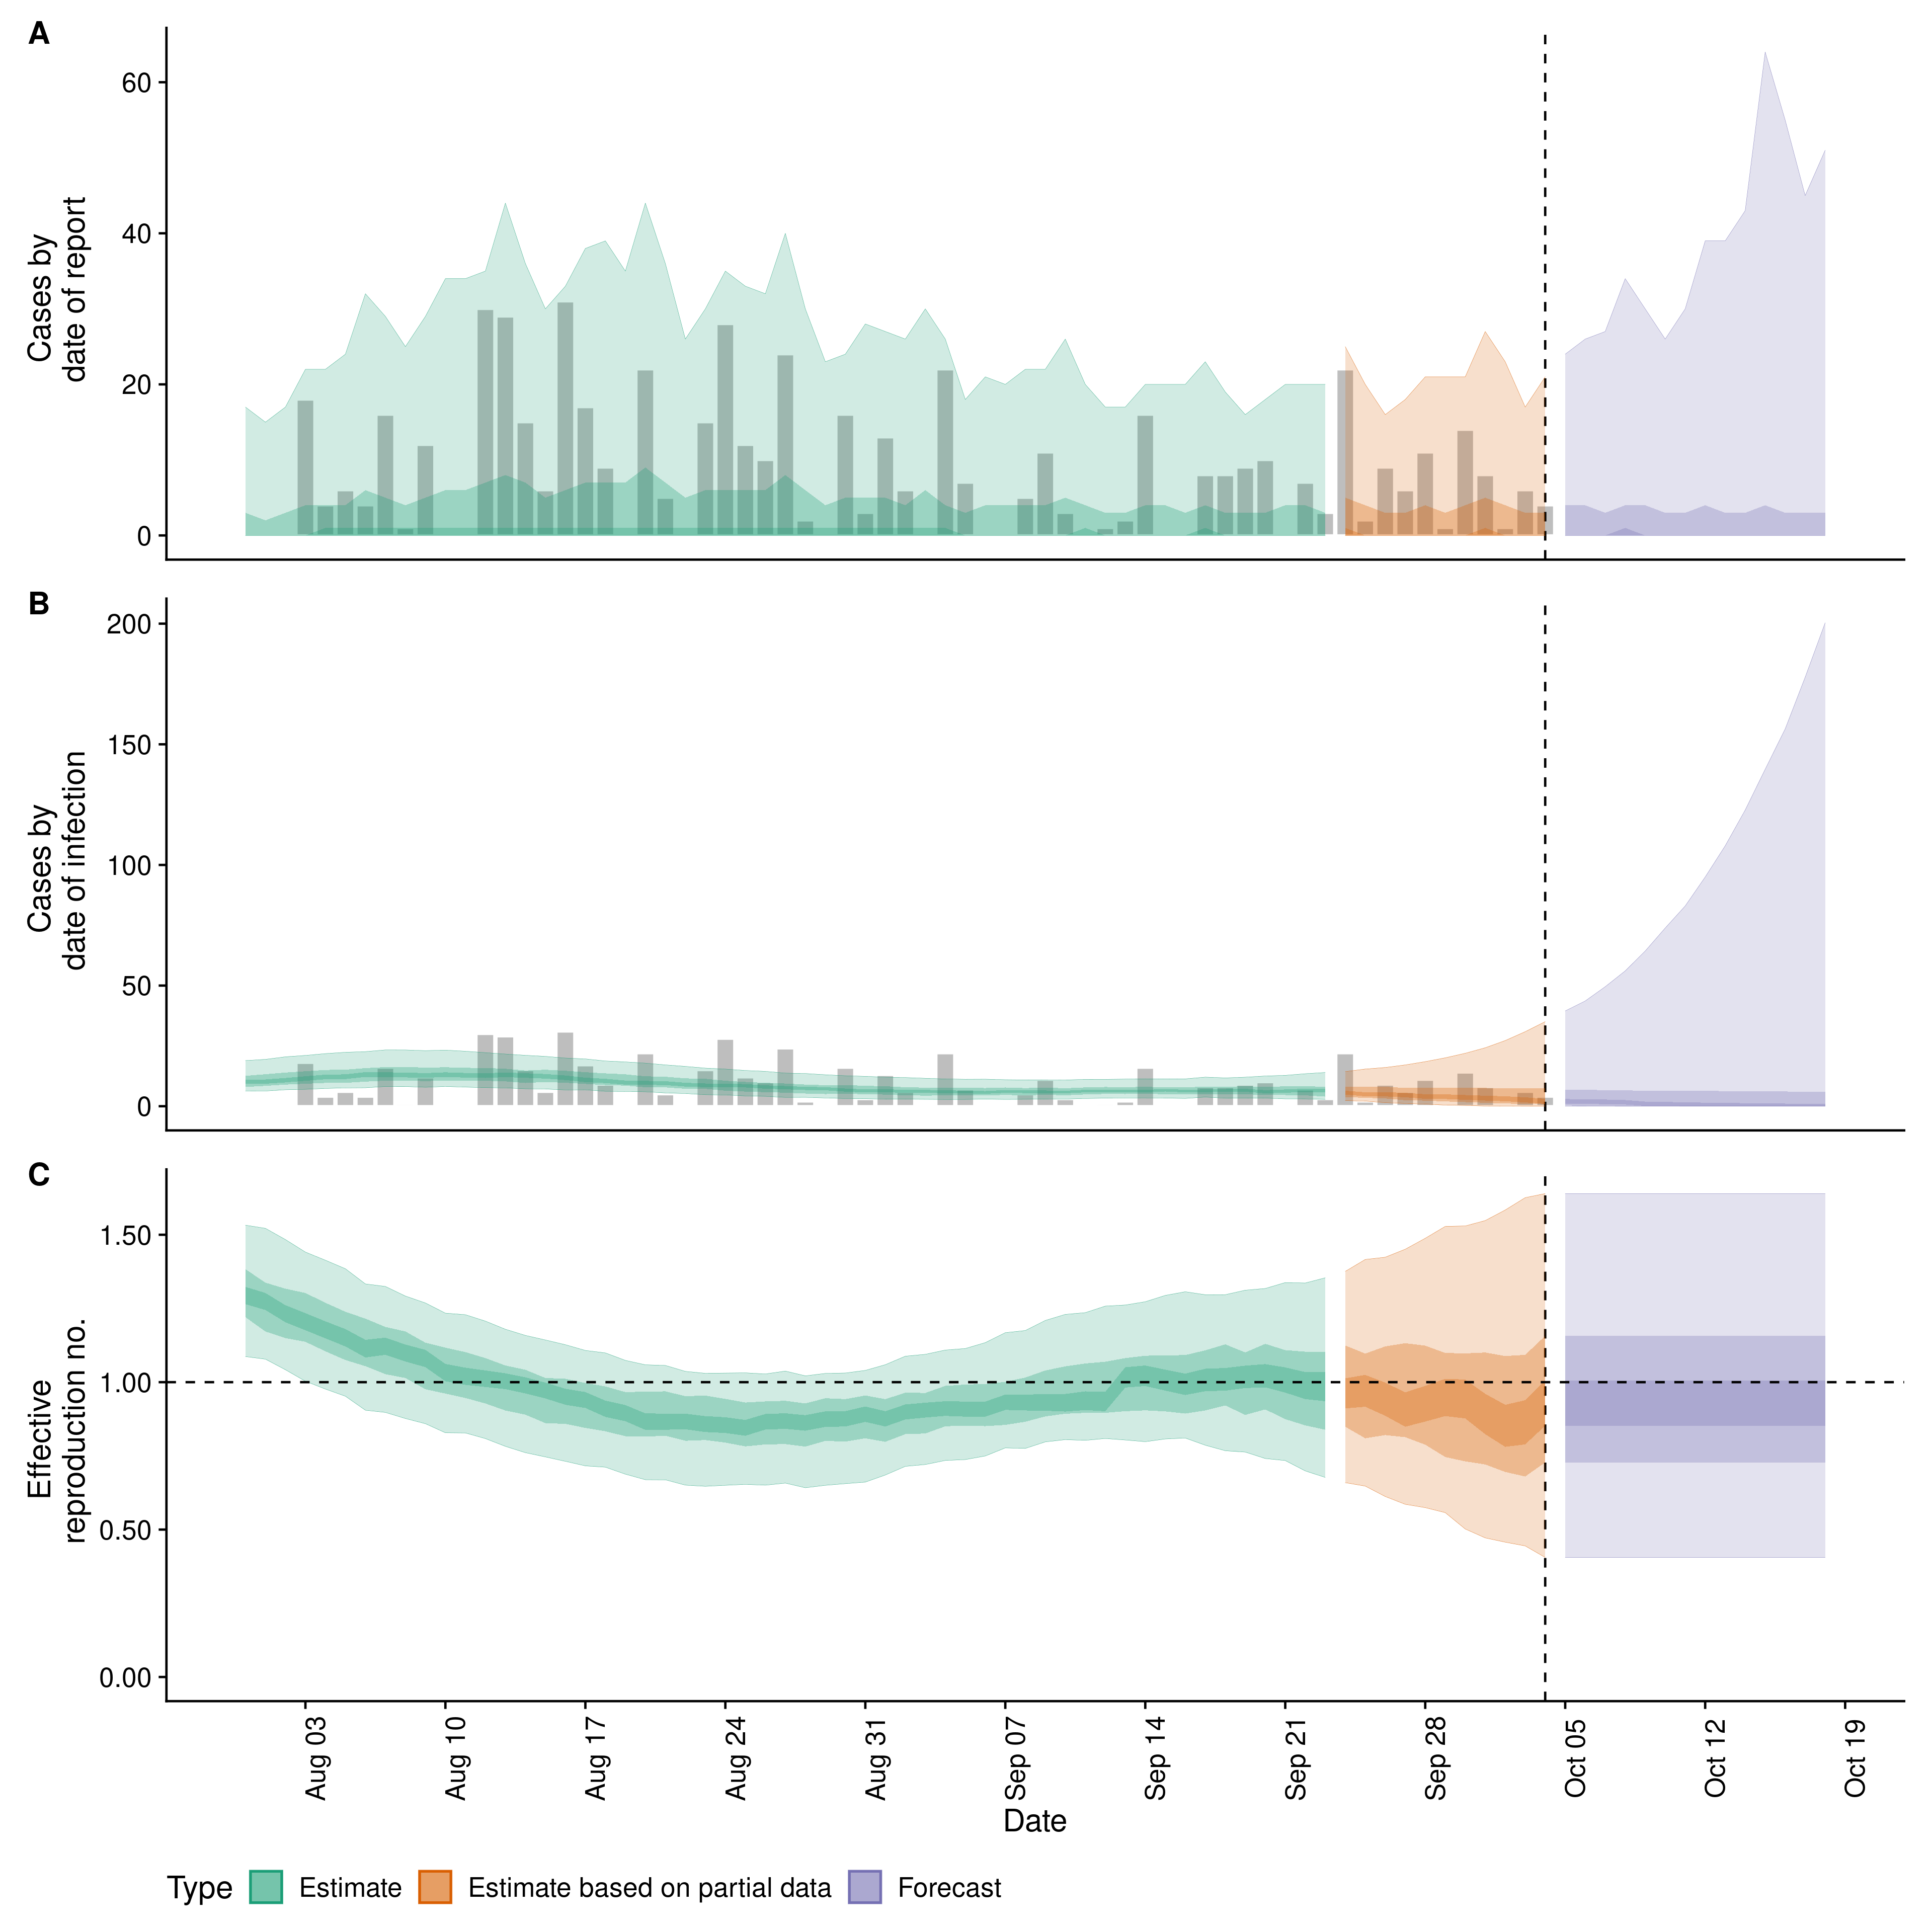 A
Cases by
date of report
60
40
20
0
B
Cases by
date of infection
200
150
100
50
0
C
Effective
reproduction no.
1.50
1.00
0.50
0.00
Aug 03
Aug 10
Aug 17
Aug 24
Aug 31
Sep 07
Sep 14
Sep 21
Sep 28
Oct 05
Oct 12
Oct 19
Date
Type Estimate Estimate based on partial data Forecast